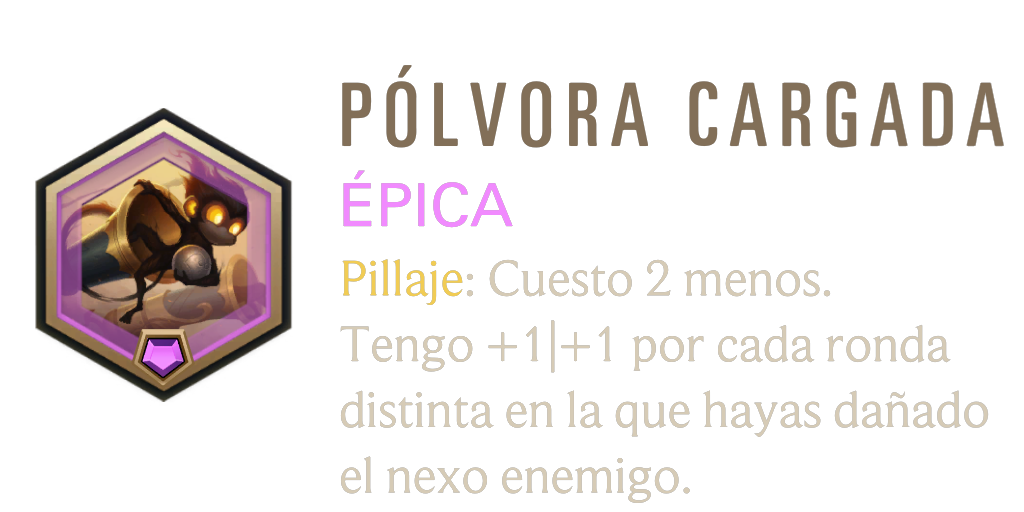 PÓLVORA CARGADA
ÉPICA
Pillaje: Cuesto 2 menos.
Tengo +1|+1 por cada ronda
distinta en la que hayas dañado
el nexo enemigo.